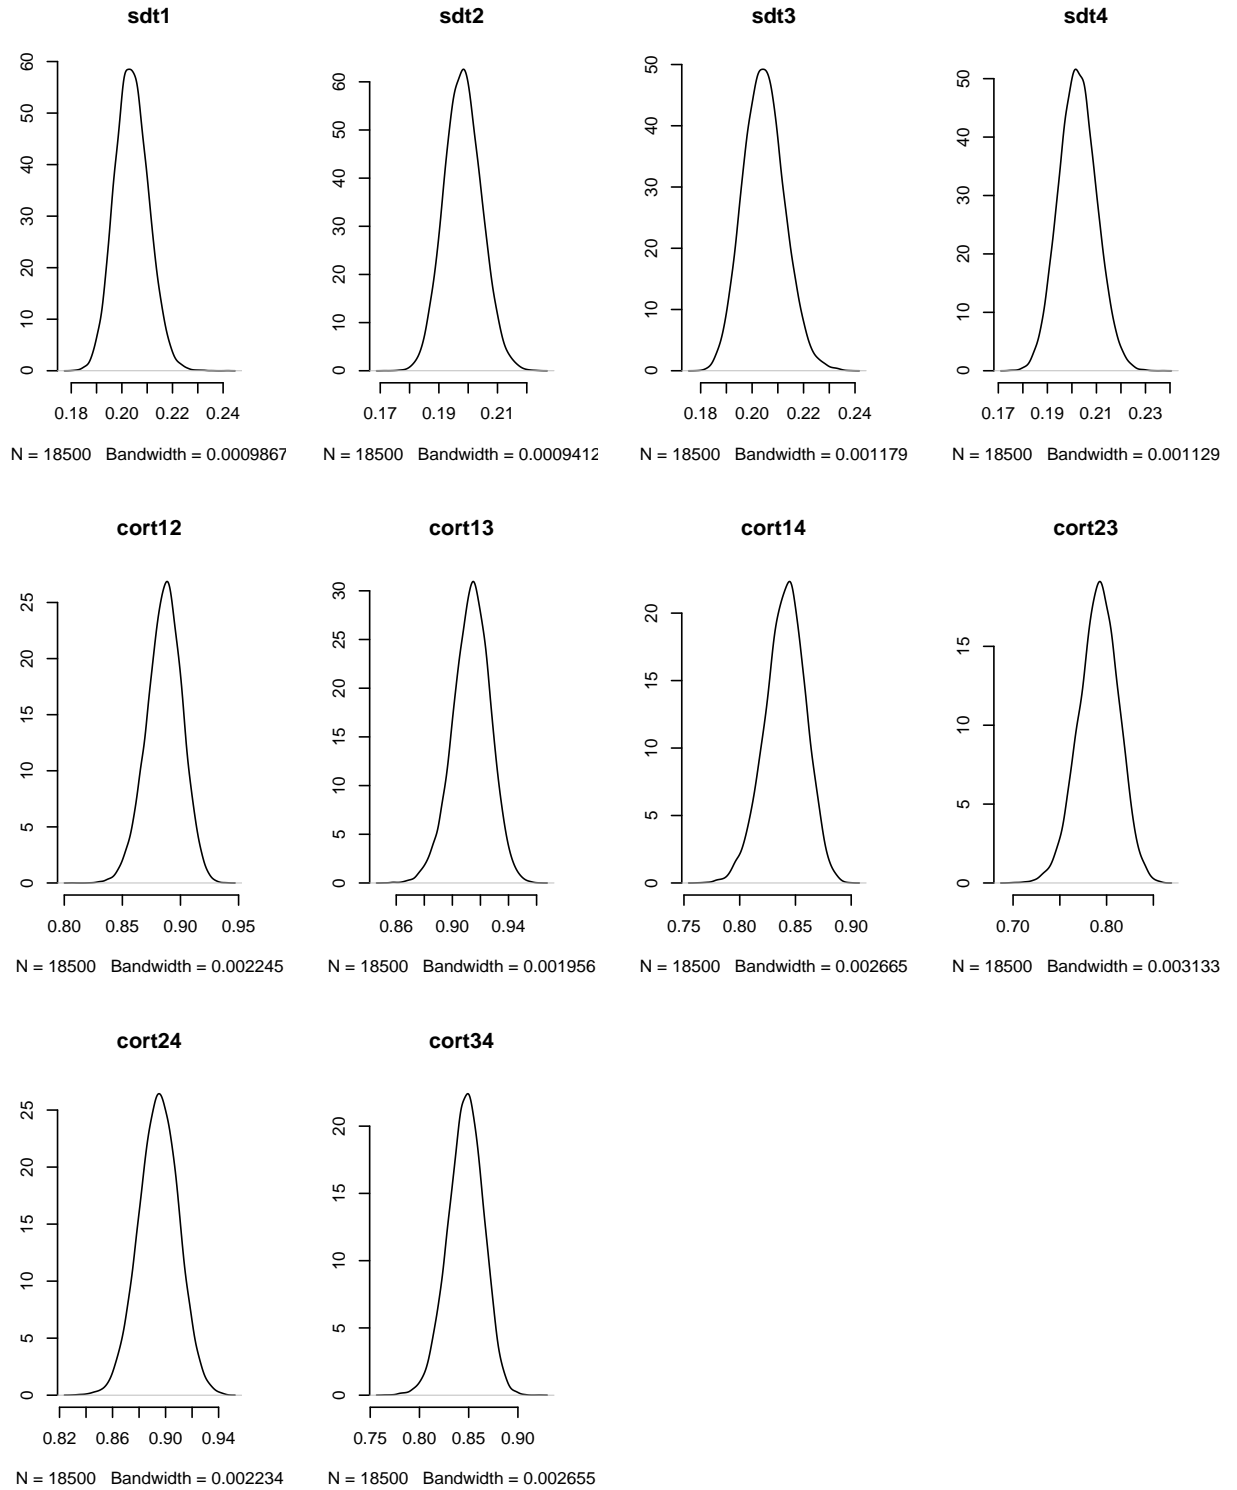 sdt1 sdt2 sdt3 sdt4
60
50
40
30
20
10
0
60
50
40
30
20
10
0
50
40
30
20
10
0
50
40
30
20
10
0
0.18 0.20 0.22 0.24
0.17 0.19 0.21
0.18 0.20 0.22 0.24
0.17 0.19 0.21 0.23
N = 18500 Bandwidth = 0.0009867
N = 18500 Bandwidth = 0.0009412
N = 18500 Bandwidth = 0.001179
N = 18500 Bandwidth = 0.001129
cort12 cort13 cort14 cort23
25
20
15
10
5
0
30
25
20
15
10
5
0
20
15
10
5
0
15
10
5
0
0.80 0.85 0.90 0.95
0.86 0.90 0.94
0.75 0.80 0.85 0.90
0.70 0.80
N = 18500 Bandwidth = 0.002245
N = 18500 Bandwidth = 0.001956
N = 18500 Bandwidth = 0.002665
N = 18500 Bandwidth = 0.003133
cort24 cort34
25
20
15
10
5
0
20
15
10
5
0
0.82 0.86 0.90 0.94
0.75 0.80 0.85 0.90
N = 18500 Bandwidth = 0.002234
N = 18500 Bandwidth = 0.002655